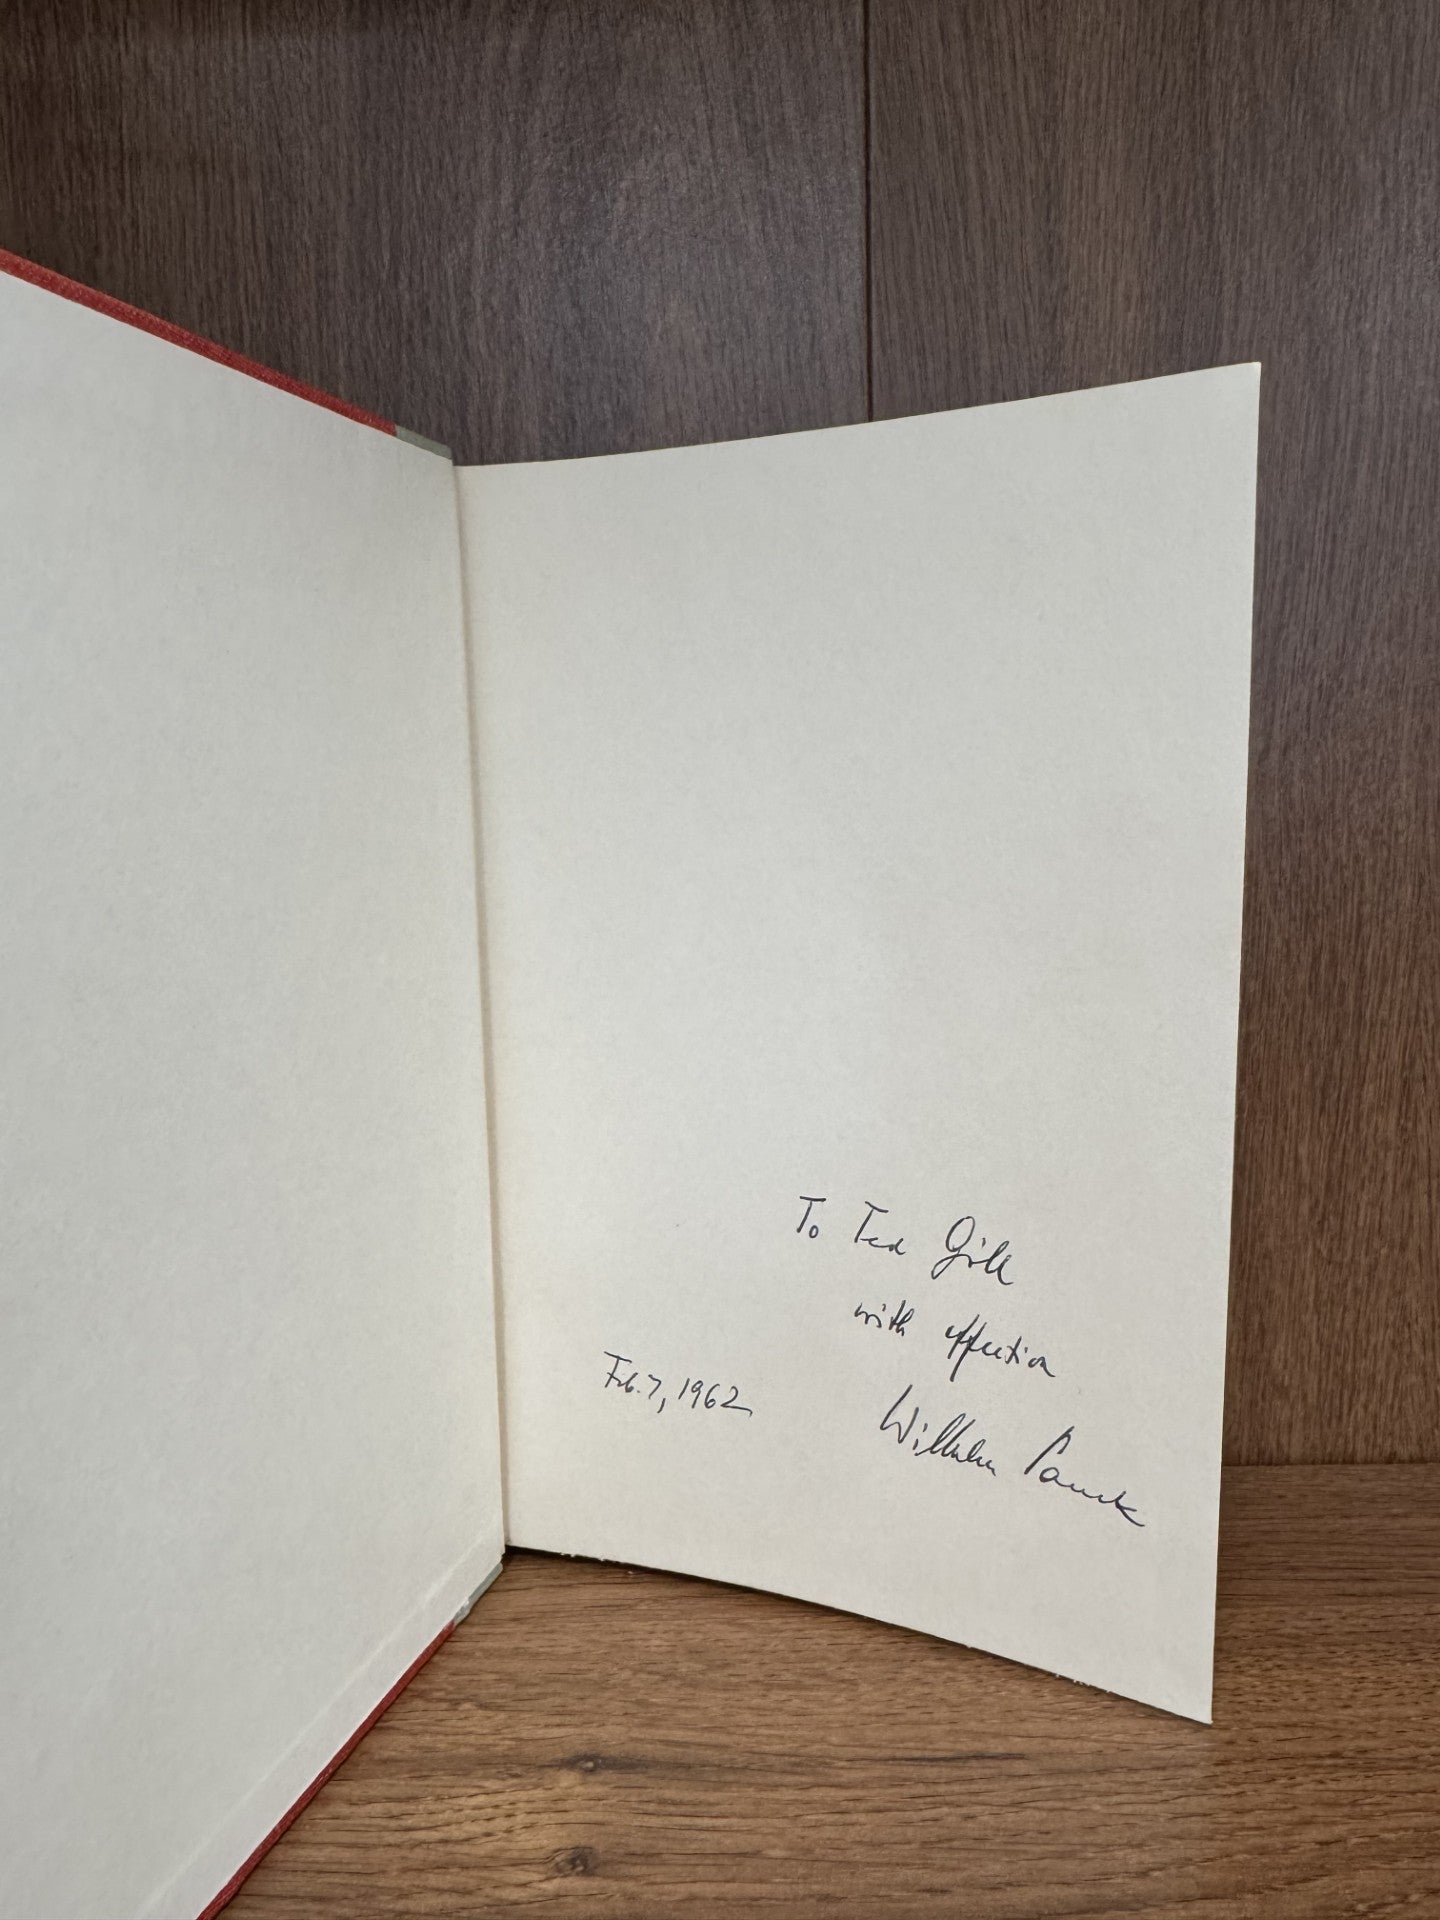 To Ted Gill
with affection
Feb. 7, 1962
Wilhelm Pauck